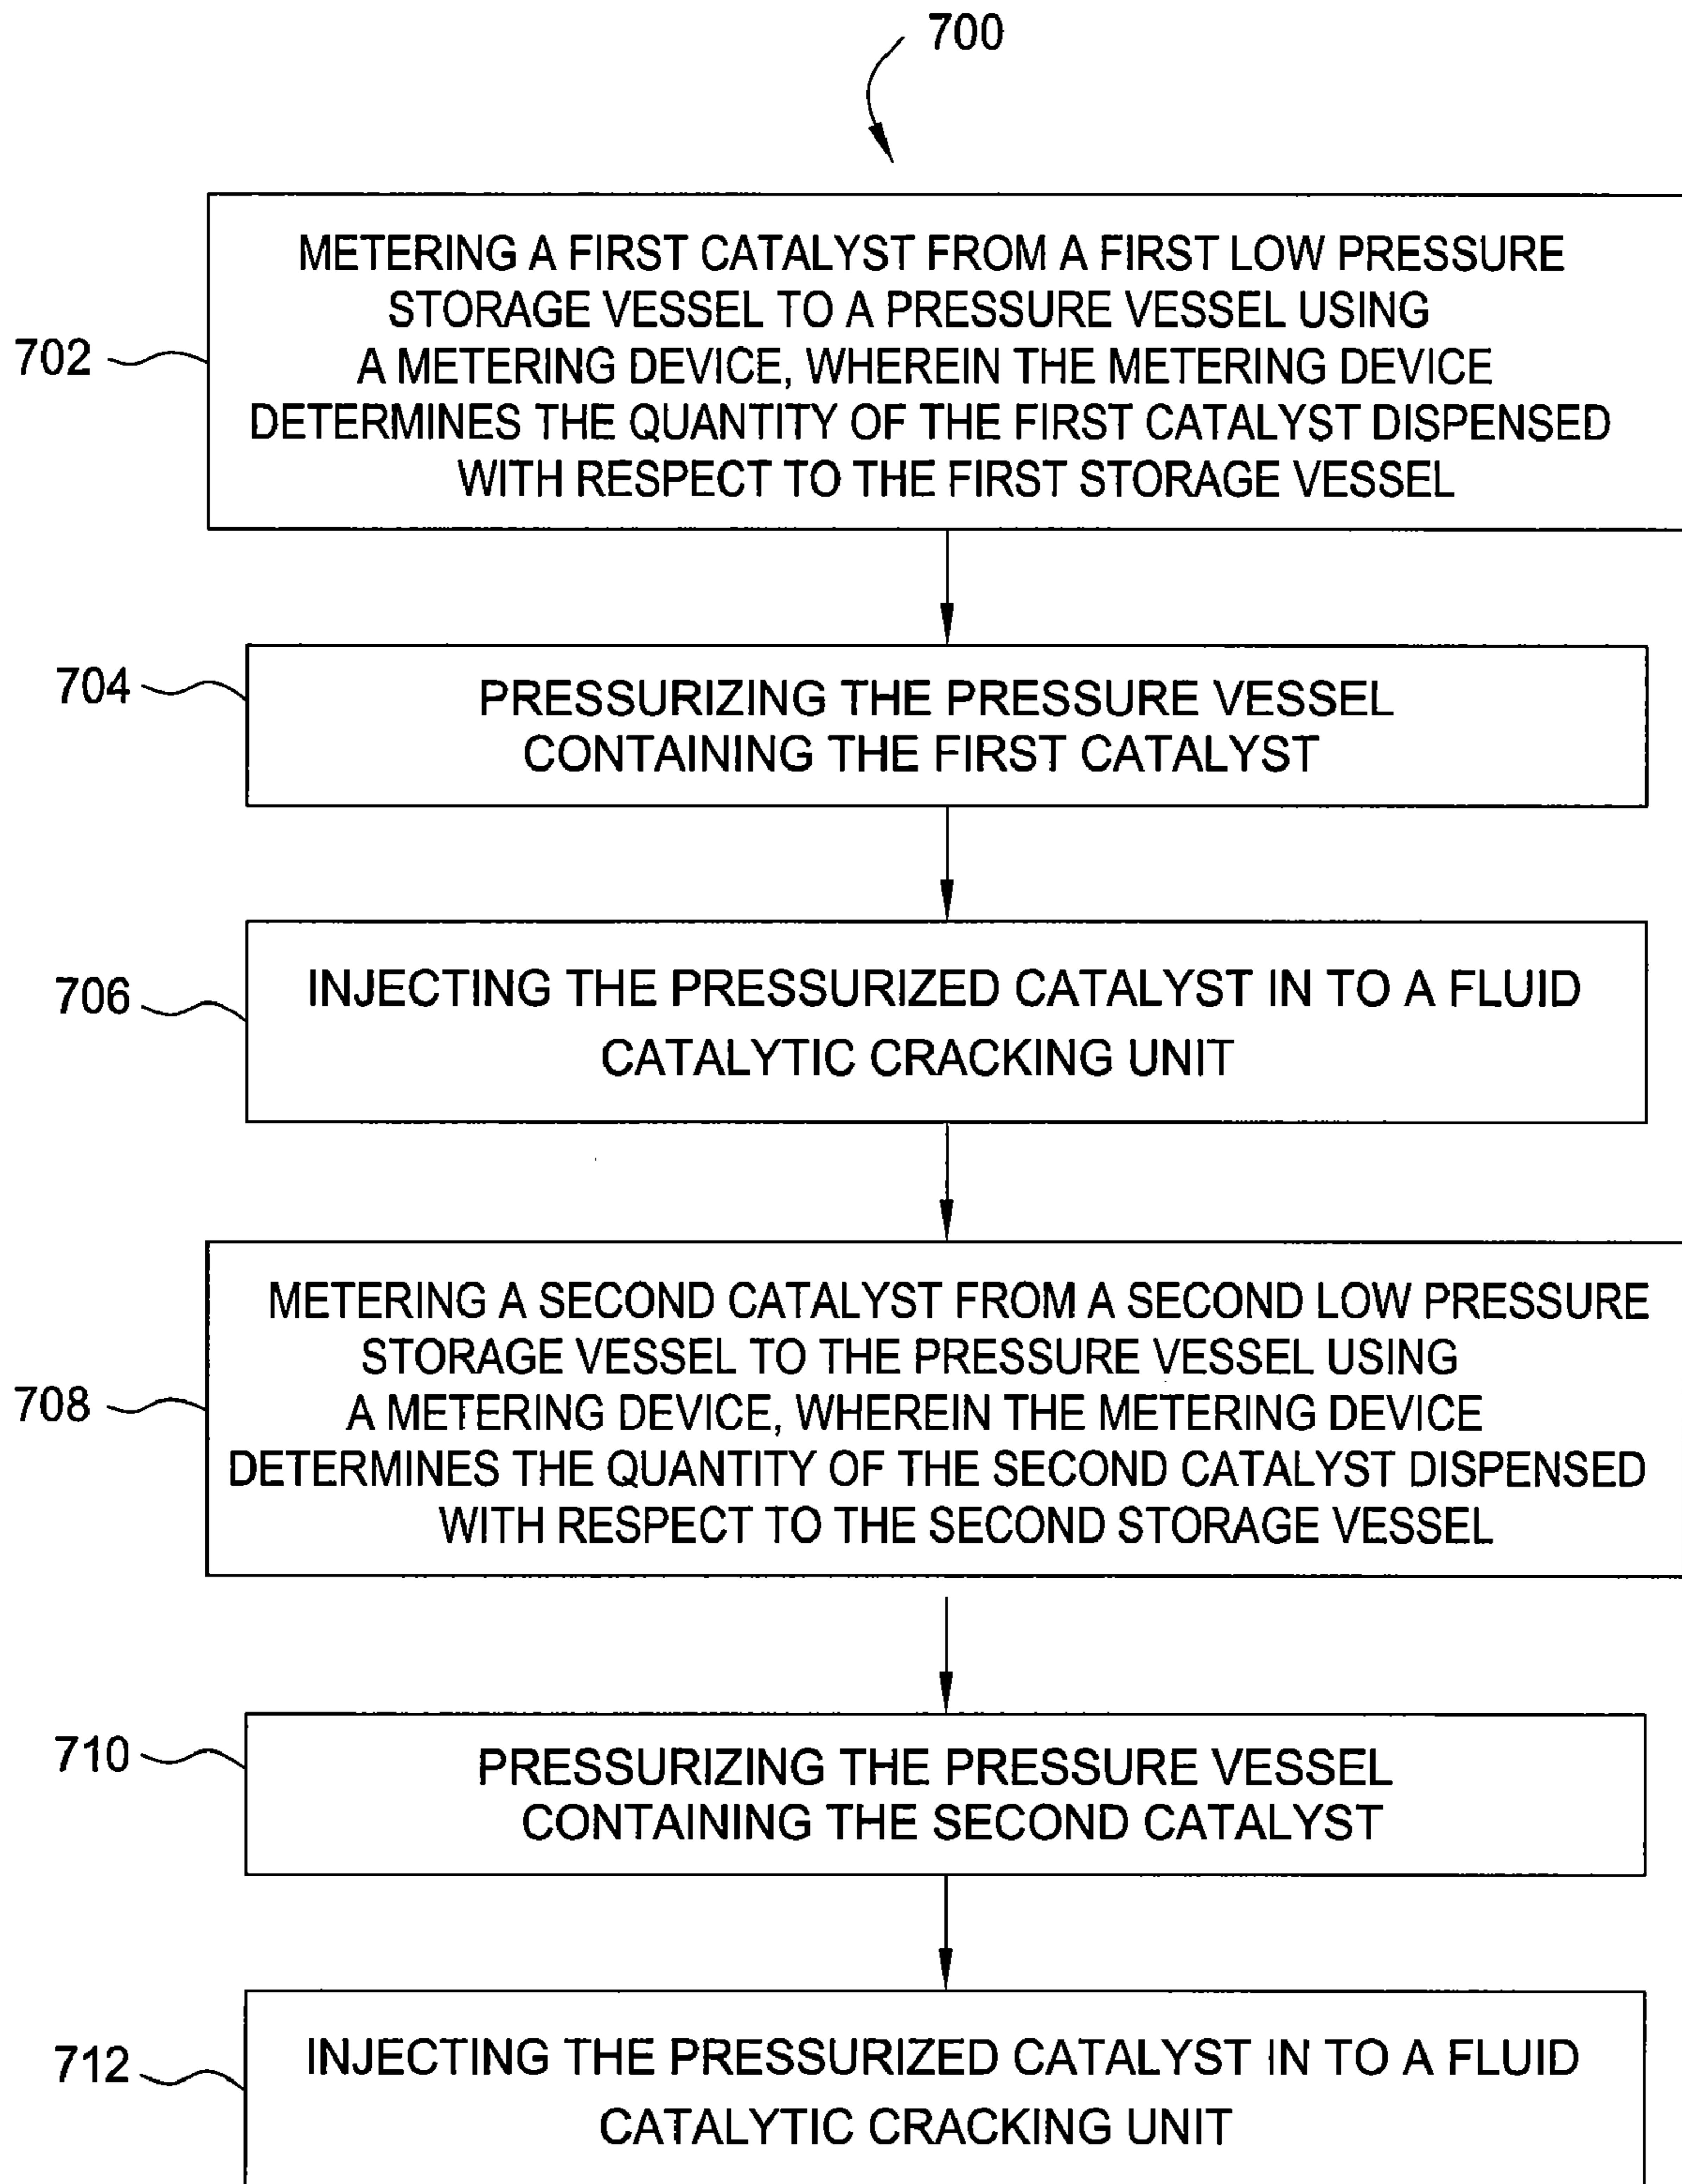 700
METERING A FIRST CATALYST FROM A FIRST LOW PRESSURE
STORAGE VESSEL TO A PRESSURE VESSEL USING
A METERING DEVICE, WHEREIN THE METERING DEVICE
DETERMINES THE QUANTITY OF THE FIRST CATALYST DISPENSED
WITH RESPECT TO THE FIRST STORAGE VESSEL
702
704
PRESSURIZING THE PRESSURE VESSEL
CONTAINING THE FIRST CATALYST
706
INJECTING THE PRESSURIZED CATALYST IN TO A FLUID
CATALYTIC CRACKING UNIT
METERING A SECOND CATALYST FROM A SECOND LOW PRESSURE
STORAGE VESSEL TO THE PRESSURE VESSEL USING
A METERING DEVICE, WHEREIN THE METERING DEVICE
DETERMINES THE QUANTITY OF THE SECOND CATALYST DISPENSED
WITH RESPECT TO THE SECOND STORAGE VESSEL
708
710
PRESSURIZING THE PRESSURE VESSEL
CONTAINING THE SECOND CATALYST
712
INJECTING THE PRESSURIZED CATALYST IN TO A FLUID
CATALYTIC CRACKING UNIT